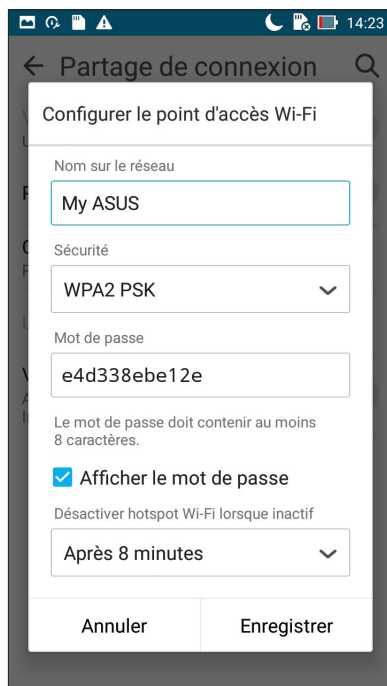 14:23
Partage de connexion
Configurer le point d'accès Wi-Fi
Nom sur le réseau
My ASUS
Sécurité
WPA2 PSK
Mot de passe
e4d338ebe12e
Le mot de passe doit contenir au moins
8 caractères.
Afficher le mot de passe
Désactiver hotspot Wi-Fi lorsque inactif
Après 8 minutes
Annuler
Enregistrer